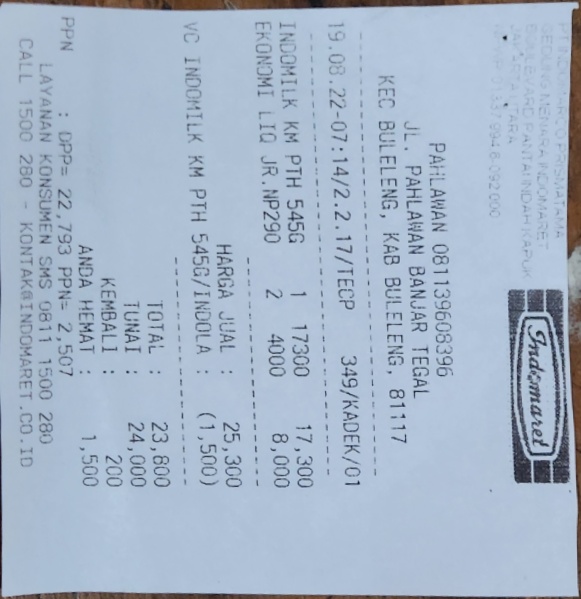 PT INDOMARCO PRISMATAMA
GEDUNG MENARA INDOMARET
BOULEVARD PANTAI INDAH KAPUK
JAKARTA UTARA
NPWP 01337.994.6-092.000
Indomaret
PAHLAWAN 081139608396
JL. PAHLAWAN BANJAR TEGAL
KEC BULELENG, KAB BULELENG, 81117
19.08.22-07:14/2.2.17/TECP 349/KADEK/01
INDOMILK KM PTH 545G 1 17300 17,300
EKONOMI LIQ JR.NP290 2 4000 8,000
HARGA JUAL : 25,300
VC INDOMILK KM PTH 545G/INDOLA : (1,500)
TOTAL : 23,800
TUNAI : 24,000
KEMBALI : 200
ANDA HEMAT : 1,500
PPN : DPP= 22,793 PPN= 2,507
LAYANAN KONSUMEN SMS 0811 1500 280
CALL 1500 280 - KONTAK@INDOMARET.CO.ID